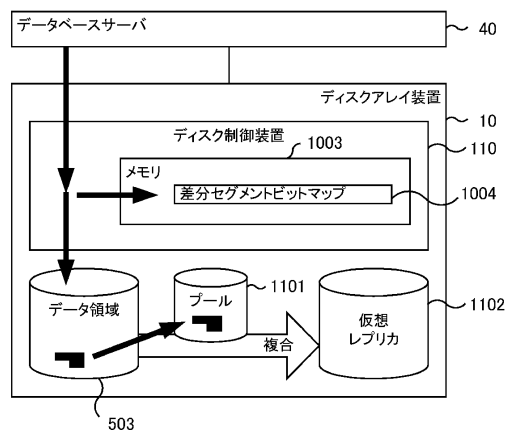 データベースサーバ
40
ディスクアレイ装置
10
ディスク制御装置
1003
110
メモリ
差分セグメントビットマップ
1004
データ領域
プール
1101
仮想
レプリカ
1102
複合
503